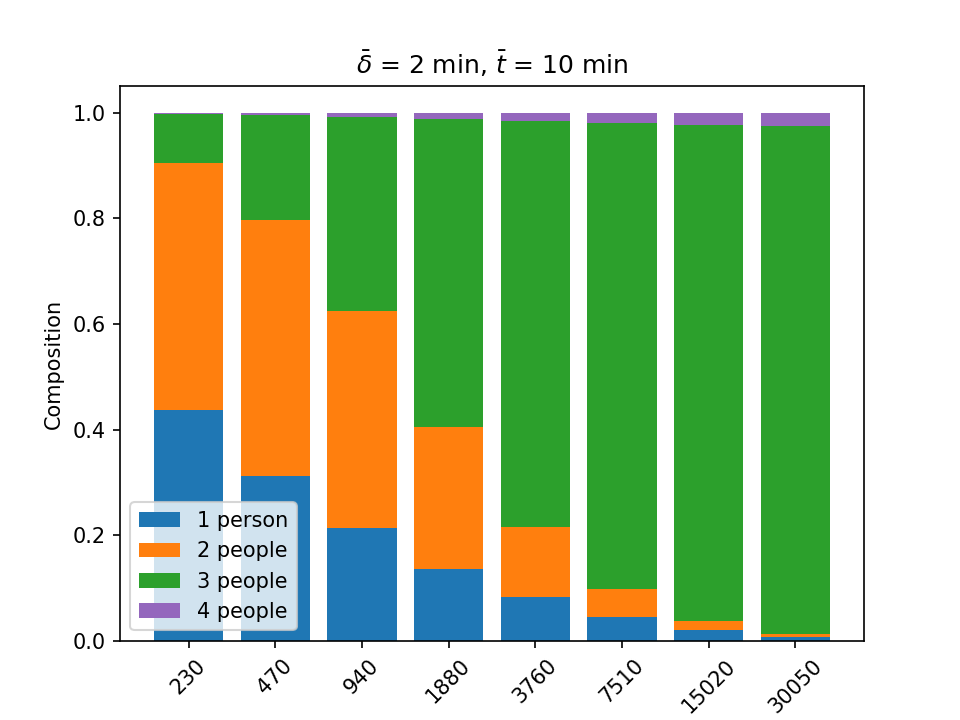 δ̄ = 2 min, t̄ = 10 min
Composition
1.0
0.8
0.6
0.4
0.2
0.0
1 person
2 people
3 people
4 people
230
470
940
1880
3760
7510
15020
30050